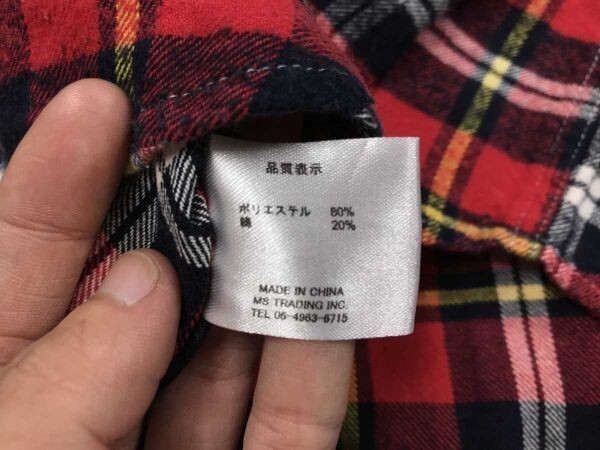 品質表示
ポリエステル 80%
綿 20%
MADE IN CHINA
MS TRADING INC.
TEL 06-4963-6715